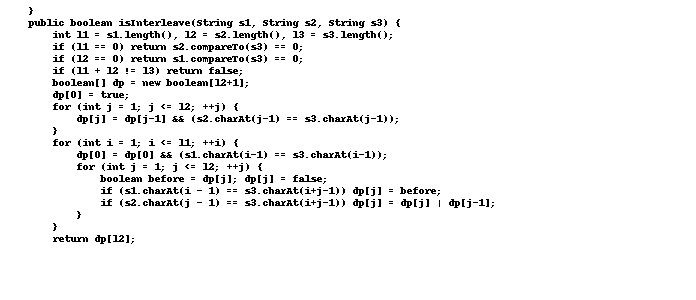 }
public boolean isInterleave(String s1, String s2, String s3) {
int l1 = s1.length(), l2 = s2.length(), l3 = s3.length();
if (l1 == 0) return s2.compareTo(s3) == 0;
if (l2 == 0) return s1.compareTo(s3) == 0;
if (l1 + l2 != l3) return false;
boolean[] dp = new boolean[l2+1];
dp[0] = true;
for (int j = 1; j <= l2; ++j) {
dp[j] = dp[j-1] && (s2.charAt(j-1) == s3.charAt(j-1));
}
for (int i = 1; i <= l1; ++i) {
dp[0] = dp[0] && (s1.charAt(i-1) == s3.charAt(i-1));
for (int j = 1; j <= l2; ++j) {
boolean before = dp[j]; dp[j] = false;
if (s1.charAt(i - 1) == s3.charAt(i+j-1)) dp[j] = before;
if (s2.charAt(j - 1) == s3.charAt(i+j-1)) dp[j] = dp[j] | dp[j-1];
}
}
return dp[l2];